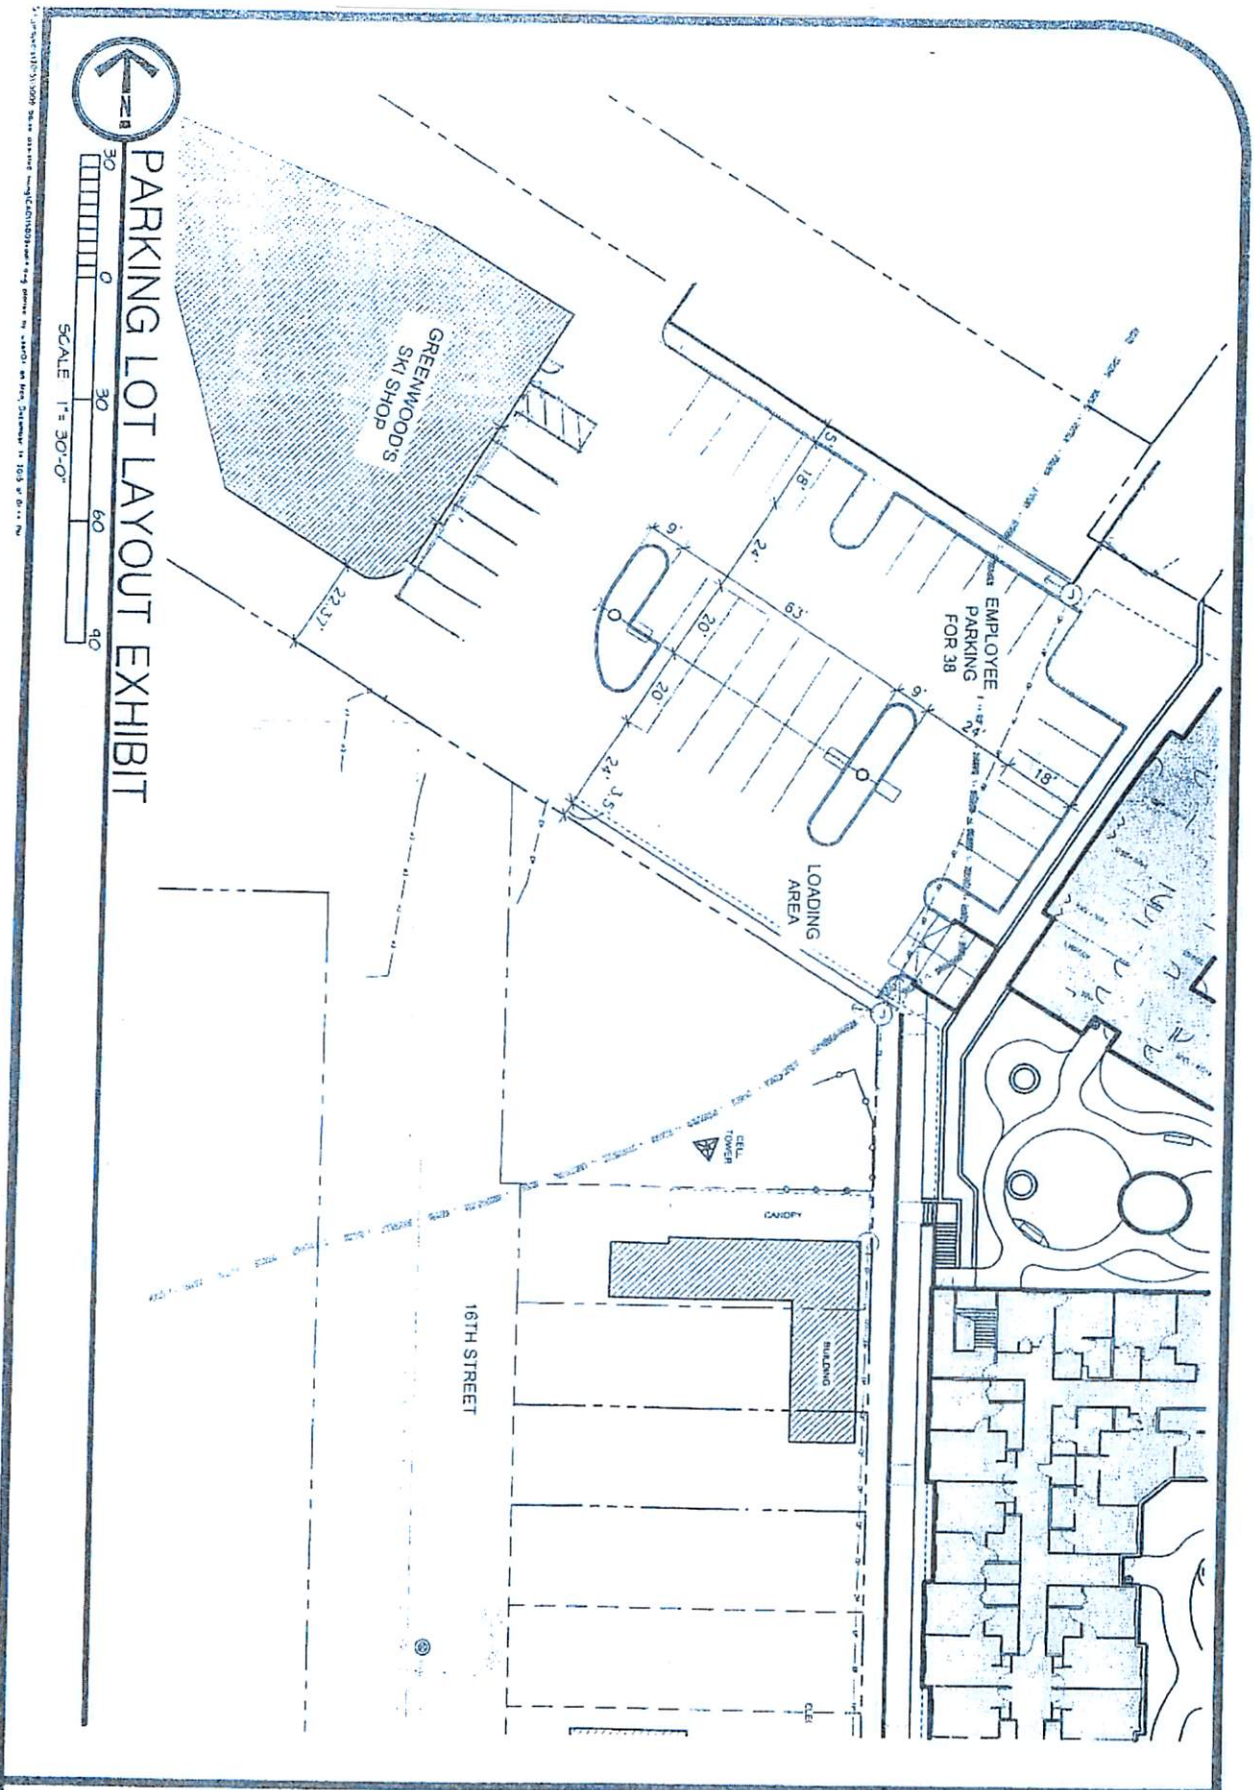 PARKING LOT LAYOUT EXHIBIT
N
30
0
30
60
90
SCALE 1"= 30'-0"
GREENWOOD'S
SKI SHOP
22.37'
5'
18'
24'
9'
63'
20'
20'
24'
3.5'
9'
24'
18'
EMPLOYEE
PARKING
FOR 38
LOADING
AREA
CELL
TOWER
CANOPY
BUILDING
16TH STREET